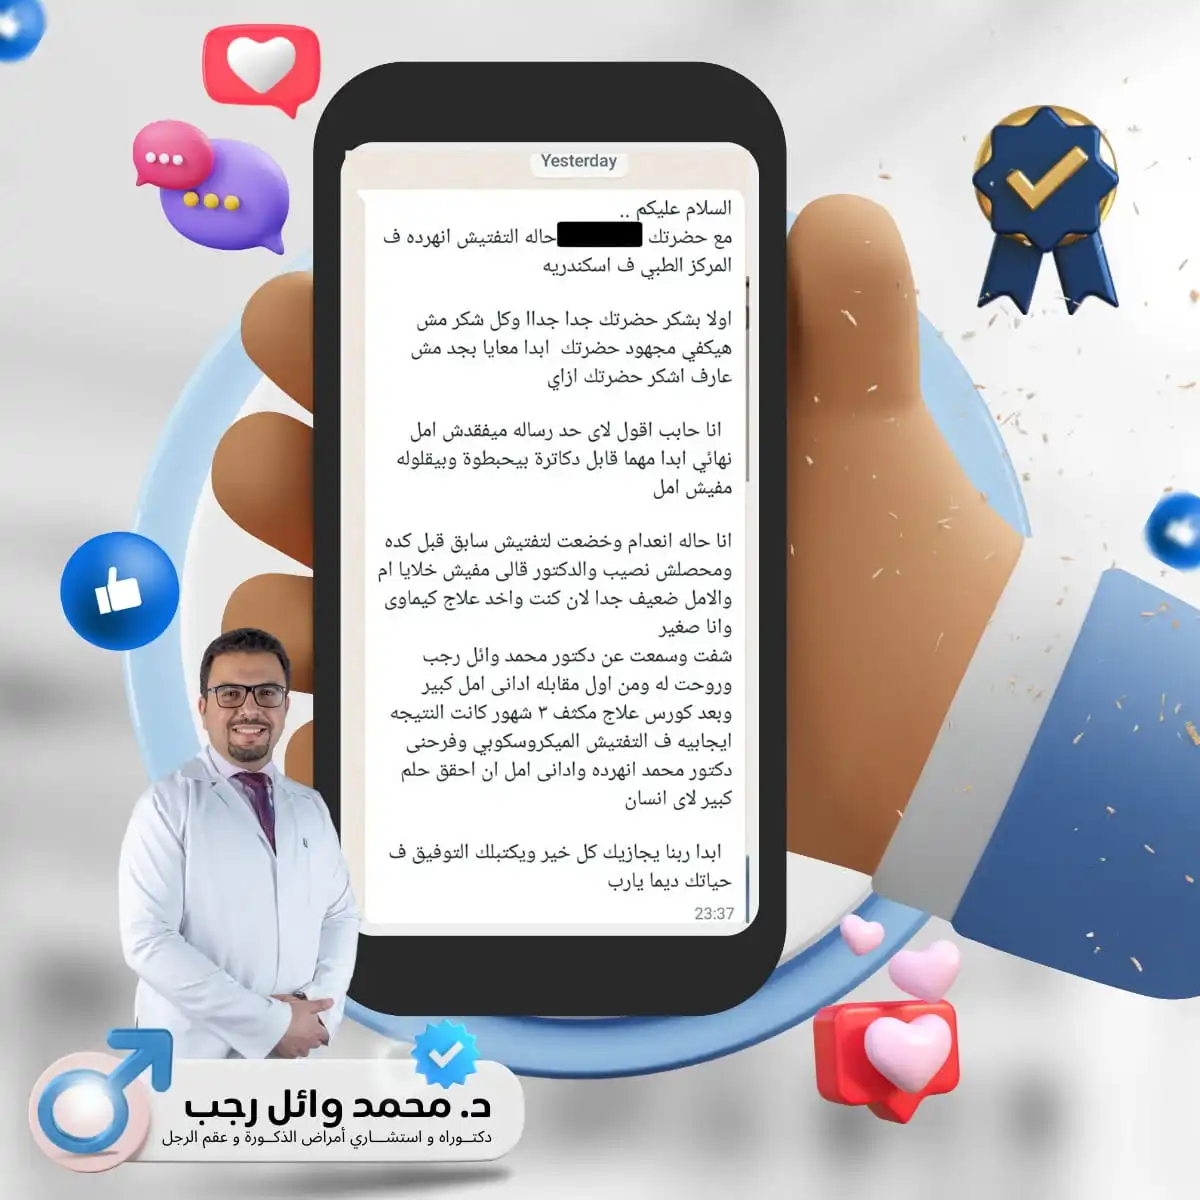 Yesterday
السلام عليكم ..
مع حضرتك حاله التفتيش انهرده ف
المركز الطبي ف اسكندريه
اولا بشكر حضرتك جدا جداا وكل شكر مش
هيكفي مجهود حضرتك ابدا معايا بجد مش
عارف اشكر حضرتك ازاي
انا حابب اقول لاى حد رساله ميفقدش امل
نهائي ابدا مهما قابل دكاترة بيحبطوة وبيقلوله
مفيش امل
انا حاله انعدام وخضعت لتفتيش سابق قبل كده
ومحصلش نصيب والدكتور قالى مفيش خلايا ام
والامل ضعيف جدا لان كنت واخد علاج كيماوى
وانا صغير
شفت وسمعت عن دكتور محمد وائل رجب
وروحت له ومن اول مقابله ادانى امل كبير
وبعد كورس علاج مكثف ٣ شهور كانت النتيجه
ايجابيه ف التفتيش الميكروسكوبي وفرحنى
دكتور محمد انهرده وادانى امل ان احقق حلم
كبير لاى انسان
ابدا ربنا يجازيك كل خير ويكتبلك التوفيق ف
حياتك ديما يارب
23:37
د. محمد وائل رجب
دكتـوراه و استشـاري أمراض الذكـورة و عقم الرجل